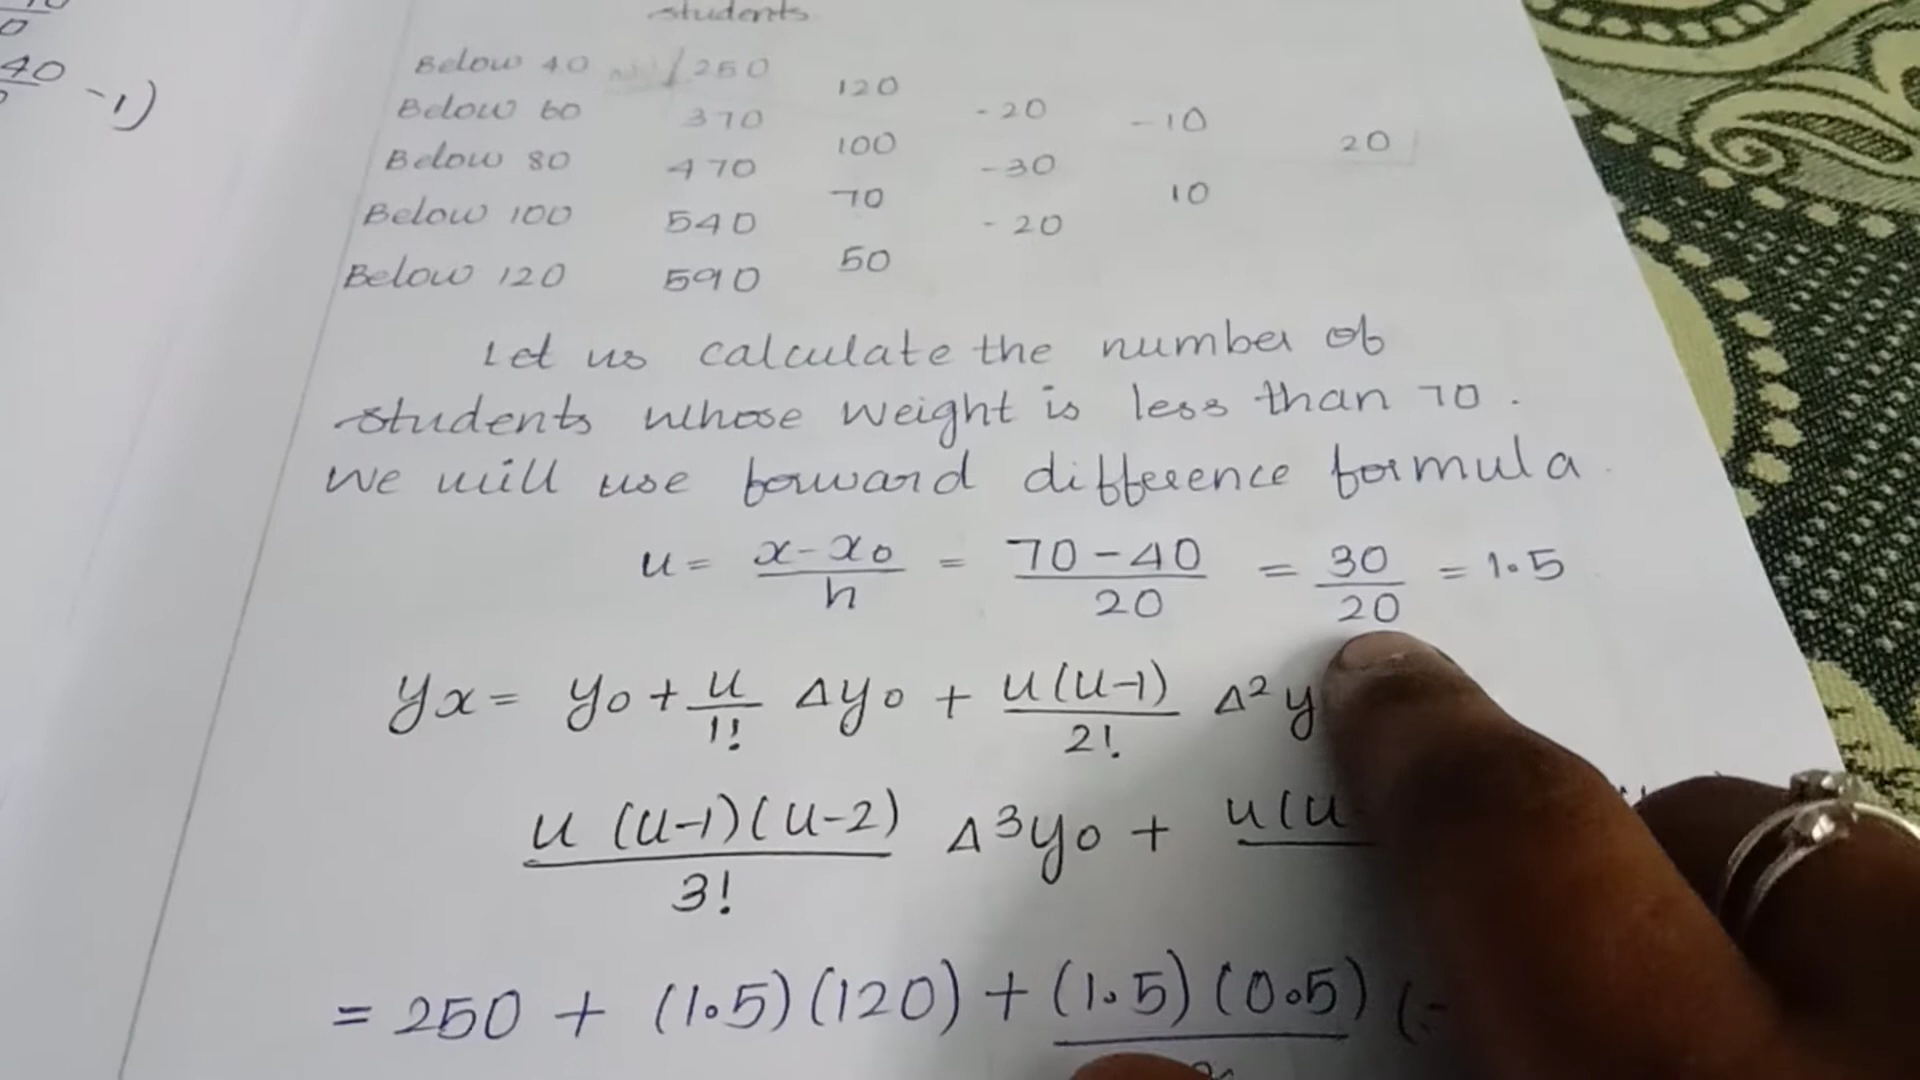 students
40
-1)
Below 40 250
120
Below 60 370 -20 -10
100 20
Below 80 470 -30
70 10
Below 100 540 -20
50
Below 120 590
Let us calculate the number of
students whose weight is less than 70.
We will use forward difference formula.
u = x-x0/h = 70-40/20 = 30/20 = 1.5
yx = y0 + u/1! Δy0 + u(u-1)/2! Δ²y
u(u-1)(u-2)/3! Δ³y0 + u(u
= 250 + (1.5)(120) + (1.5)(0.5) (-